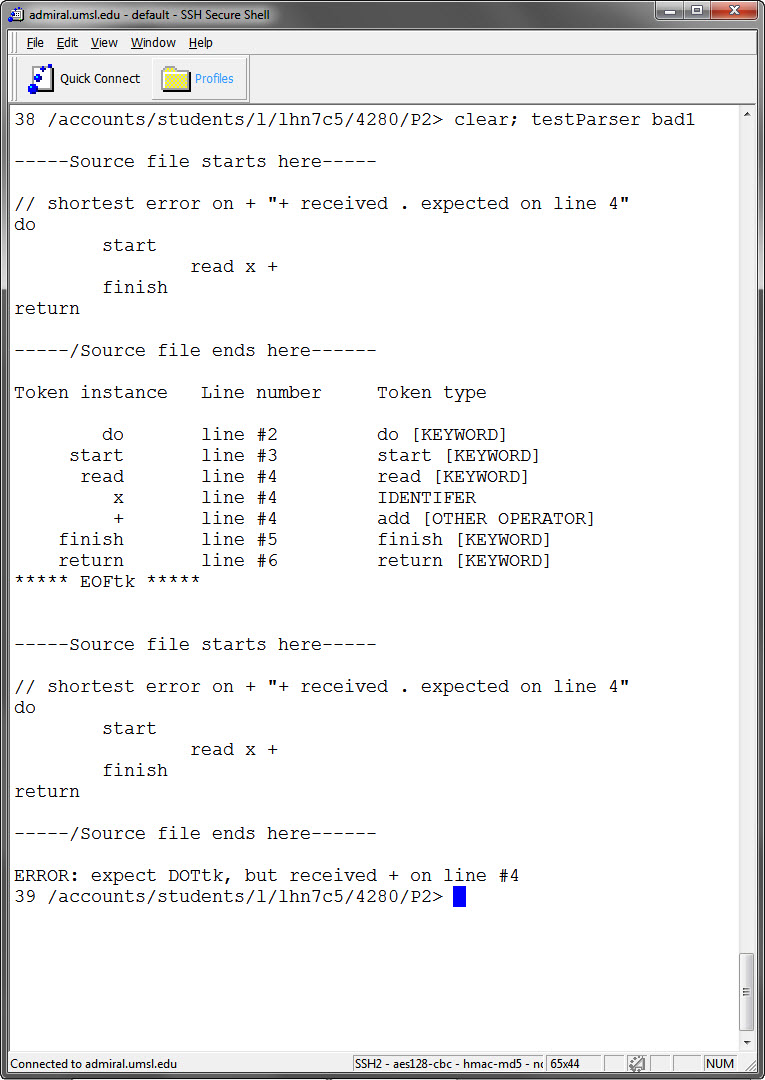 admiral.umsl.edu - default - SSH Secure Shell
File Edit View Window Help
Quick Connect Profiles
38 /accounts/students/l/lhn7c5/4280/P2> clear; testParser bad1
-----Source file starts here-----
// shortest error on + "+ received . expected on line 4"
do
start
read x +
finish
return
-----/Source file ends here------
Token instance Line number Token type
do line #2 do [KEYWORD]
start line #3 start [KEYWORD]
read line #4 read [KEYWORD]
x line #4 IDENTIFER
+ line #4 add [OTHER OPERATOR]
finish line #5 finish [KEYWORD]
return line #6 return [KEYWORD]
***** EOFtk *****
-----Source file starts here-----
// shortest error on + "+ received . expected on line 4"
do
start
read x +
finish
return
-----/Source file ends here------
ERROR: expect DOTtk, but received + on line #4
39 /accounts/students/l/lhn7c5/4280/P2>
Connected to admiral.umsl.edu SSH2 - aes128-cbc - hmac-md5 - nc 65x44 NUM